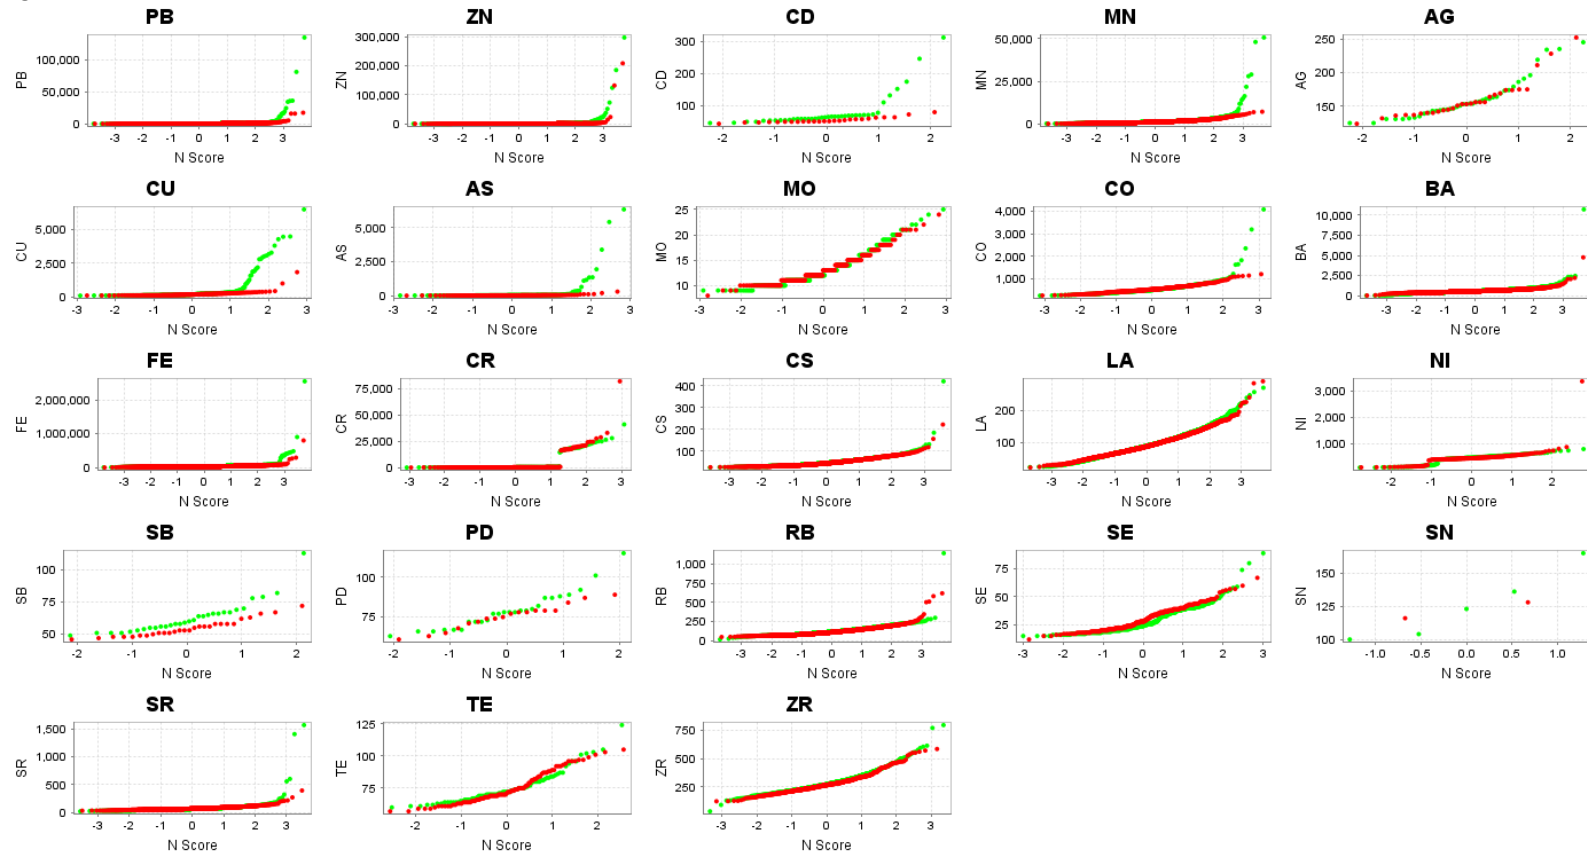 PB ZN CD MN AG
PB 100,000 50,000 0 -3 -2 -1 0 1 2 3 N Score
ZN 300,000 200,000 100,000 0 -3 -2 -1 0 1 2 3 N Score
CD 300 200 100 -2 -1 0 1 2 N Score
MN 50,000 25,000 0 -3 -2 -1 0 1 2 3 N Score
AG 250 200 150 -2 -1 0 1 2 N Score
CU AS MO CO BA
CU 5,000 2,500 0 -3 -2 -1 0 1 2 3 N Score
AS 5,000 2,500 0 -3 -2 -1 0 1 2 3 N Score
MO 25 20 15 10 -3 -2 -1 0 1 2 3 N Score
CO 4,000 3,000 2,000 1,000 -3 -2 -1 0 1 2 3 N Score
BA 10,000 7,500 5,000 2,500 0 -3 -2 -1 0 1 2 3 N Score
FE CR CS LA NI
FE 2,000,000 1,000,000 0 -3 -2 -1 0 1 2 3 N Score
CR 75,000 50,000 25,000 0 -3 -2 -1 0 1 2 3 N Score
CS 400 300 200 100 -3 -2 -1 0 1 2 3 N Score
LA 200 100 -3 -2 -1 0 1 2 3 N Score
NI 3,000 2,000 1,000 -2 -1 0 1 2 N Score
SB PD RB SE SN
SB 100 75 50 -2 -1 0 1 2 N Score
PD 100 75 -2 -1 0 1 2 N Score
RB 1,000 750 500 250 0 -3 -2 -1 0 1 2 3 N Score
SE 75 50 25 -3 -2 -1 0 1 2 3 N Score
SN 150 125 100 -1.0 -0.5 0.0 0.5 1.0 N Score
SR TE ZR
SR 1,500 1,000 500 0 -3 -2 -1 0 1 2 3 N Score
TE 125 100 75 -2 -1 0 1 2 N Score
ZR 750 500 250 -3 -2 -1 0 1 2 3 N Score